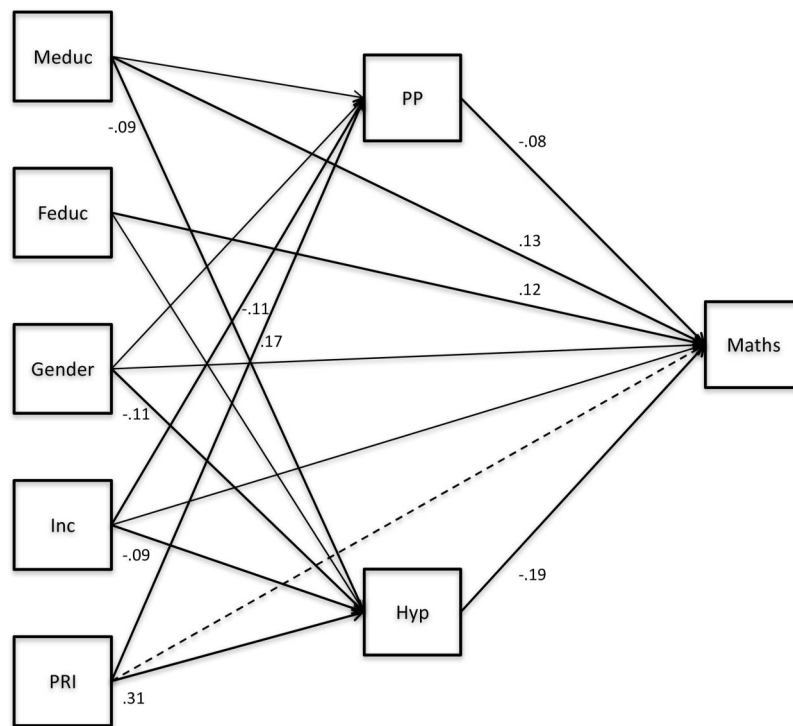 Meduc
PP
-.09
-.08
Feduc
.13
.12
-.11
.17
Gender
Maths
-.11
Inc
-.09
Hyp
-.19
PRI
.31